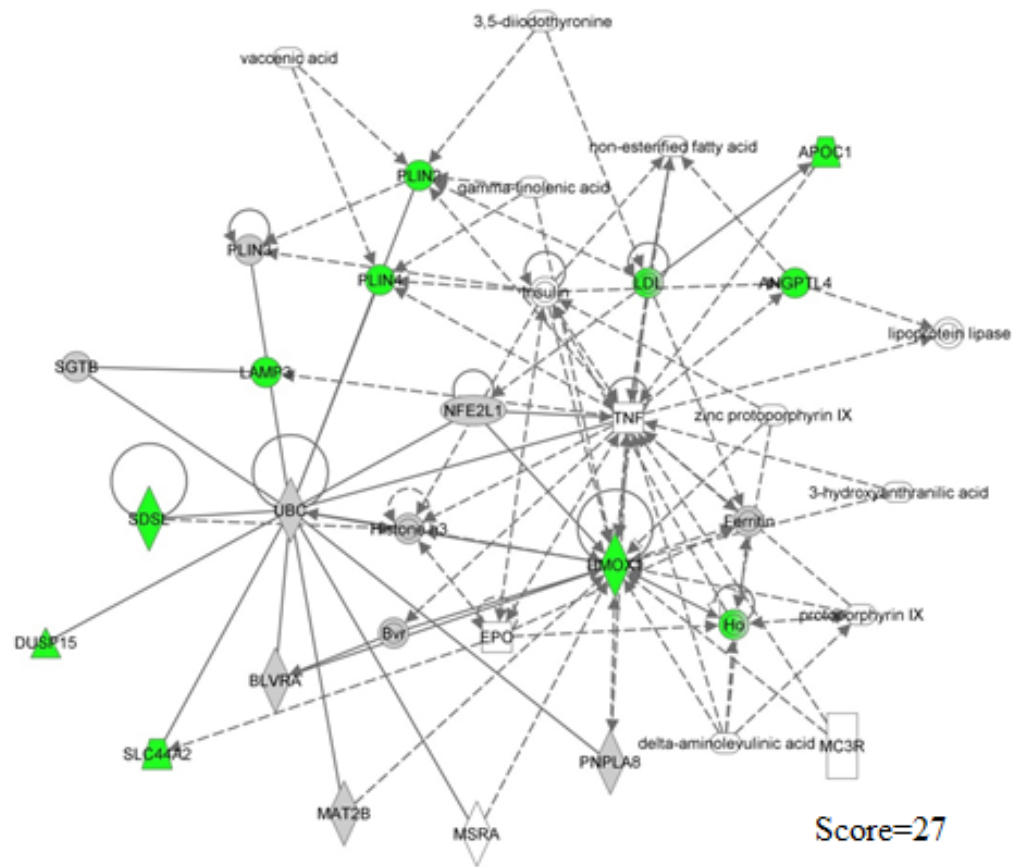 3,5-diiodothyronine
vaccenic acid
non-esterified fatty acid
APOC1
PLIN2
gamma-linolenic acid
PLIN3
PLIN4
Insulin
LDL
ANGPTL4
lipoprotein lipase
SGTB
LAMP3
NFE2L1
TNF
zinc protoporphyrin IX
3-hydroxyanthranilic acid
SDSL
UBC
Histone h3
Ferritin
HMOX1
DUSP15
Bvr
EPO
Ho
protoporphyrin IX
BLVRA
SLC44A2
PNPLA8
delta-aminolevulinic acid
MC3R
MAT2B
MSRA
Score=27